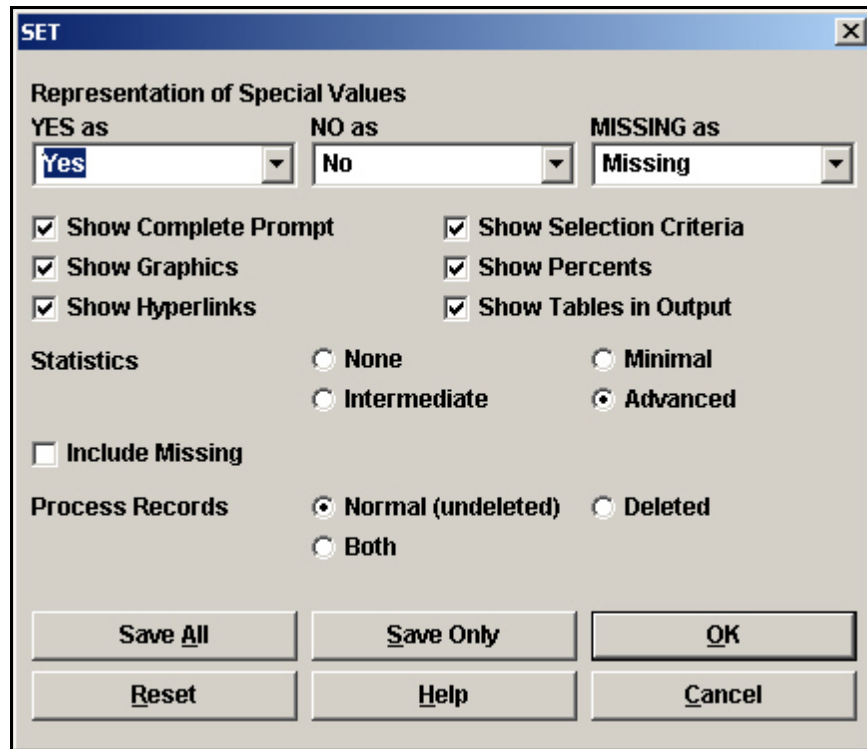 SET
Representation of Special Values
YES as NO as MISSING as
Yes No Missing
Show Complete Prompt Show Selection Criteria
Show Graphics Show Percents
Show Hyperlinks Show Tables in Output
Statistics None Minimal
Intermediate Advanced
Include Missing
Process Records Normal (undeleted) Deleted
Both
Save All Save Only OK
Reset Help Cancel